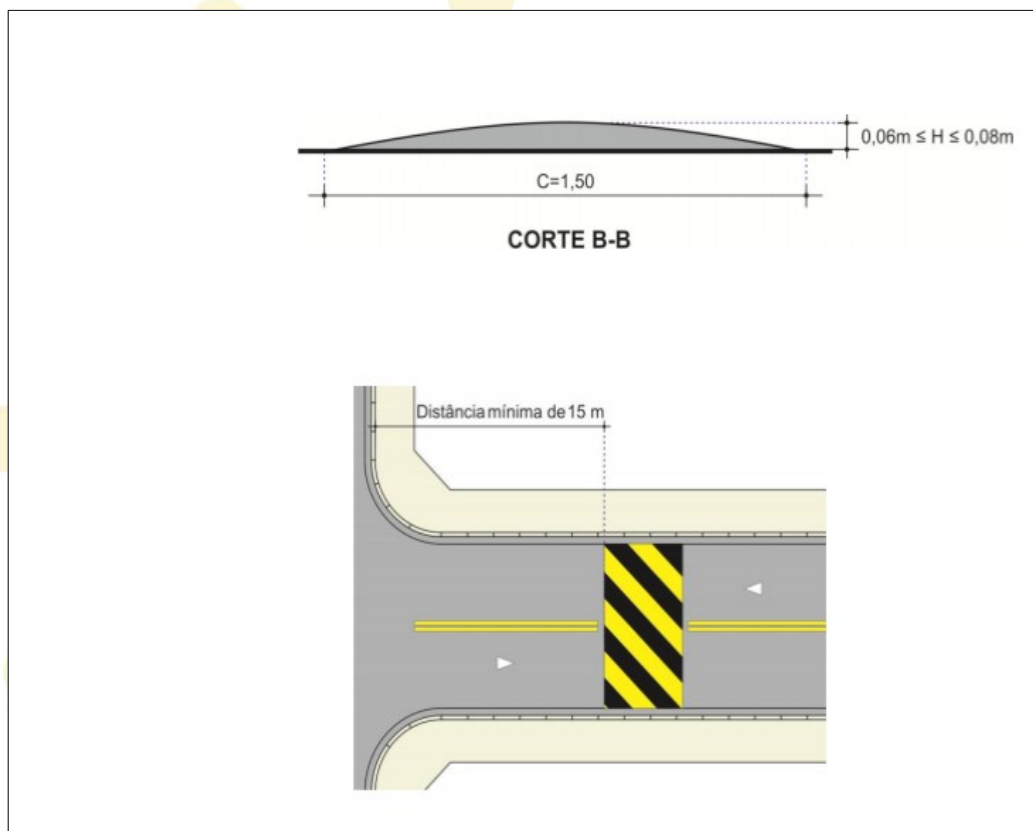 0,06m ≤ H ≤ 0,08m
C=1,50
CORTE B-B
Distância mínima de 15 m